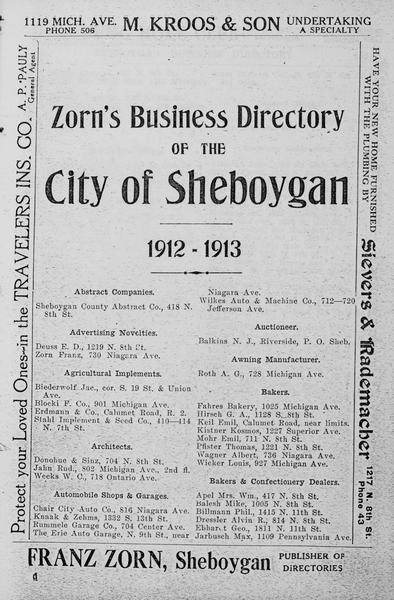 1119 MICH. AVE.
PHONE 506
M. KROOS & SON
UNDERTAKING
A SPECIALTY
Protect your Loved Ones—in the TRAVELERS INS. CO.
A. P. PAULY
General Agent
HAVE YOUR NEW HOME FURNISHED
WITH THE PLUMBING BY
Sievers & Rademacher
1217 N. 8th St.
Phone 43
Zorn's Business Directory
OF THE
City of Sheboygan
1912 - 1913
Abstract Companies.
Sheboygan County Abstract Co., 418 N.
8th St.
Advertising Novelties.
Deuss E. D., 1219 N. 8th Ct.
Zorn Franz, 730 Niagara Ave.
Agricultural Implements.
Biederwolf Jac., cor. S. 19 St. & Union
Ave.
Blocki F. Co., 901 Michigan Ave.
Erdmann & Co., Calumet Road, R. 2.
Stahl Implement & Seed Co., 410—414
N. 7th St.
Architects.
Donohue & Sinz, 704 N. 8th St.
Jahn Rud., 802 Michigan Ave., 2nd fl.
Weeks W. C., 718 Ontario Ave.
Automobile Shops & Garages.
Chair City Auto Co., 816 Niagara Ave.
Knaak & Zehms, 1332 S. 13th St.
Rummele Garage Co., 704 Center Ave.
The Erie Auto Garage, N. 9th St., near
Niagara Ave.
Wilkes Auto & Machine Co., 712—720
Jefferson Ave.
Auctioneer.
Balkins N. J., Riverside, P. O. Sheb.
Awning Manufacturer.
Roth A. G., 728 Michigan Ave.
Bakers.
Fahres Bakery, 1025 Michigan Ave.
Hirsch G. A., 1128 S. 8th St.
Keil Emil, Calumet Road, near limits.
Kistner Kosmos, 1227 Superior Ave.
Mohr Emil, 711 N. 8th St.
Pfister Thomas, 1221 N. 8th St.
Wagner Albert, 736 Niagara Ave.
Wicker Louis, 927 Michigan Ave.
Bakers & Confectionery Dealers.
Apel Mrs. Wm., 417 N. 8th St.
Balesh Mike, 1005 N. 8th St.
Billmann Phil., 1415 N. 11th St.
Dressler Alvin R., 814 N. 8th St.
Ebhart Geo., 1811 N. 11th St.
Jarbusch Max, 1109 Pennsylvania Ave.
FRANZ ZORN, Sheboygan
PUBLISHER OF
DIRECTORIES